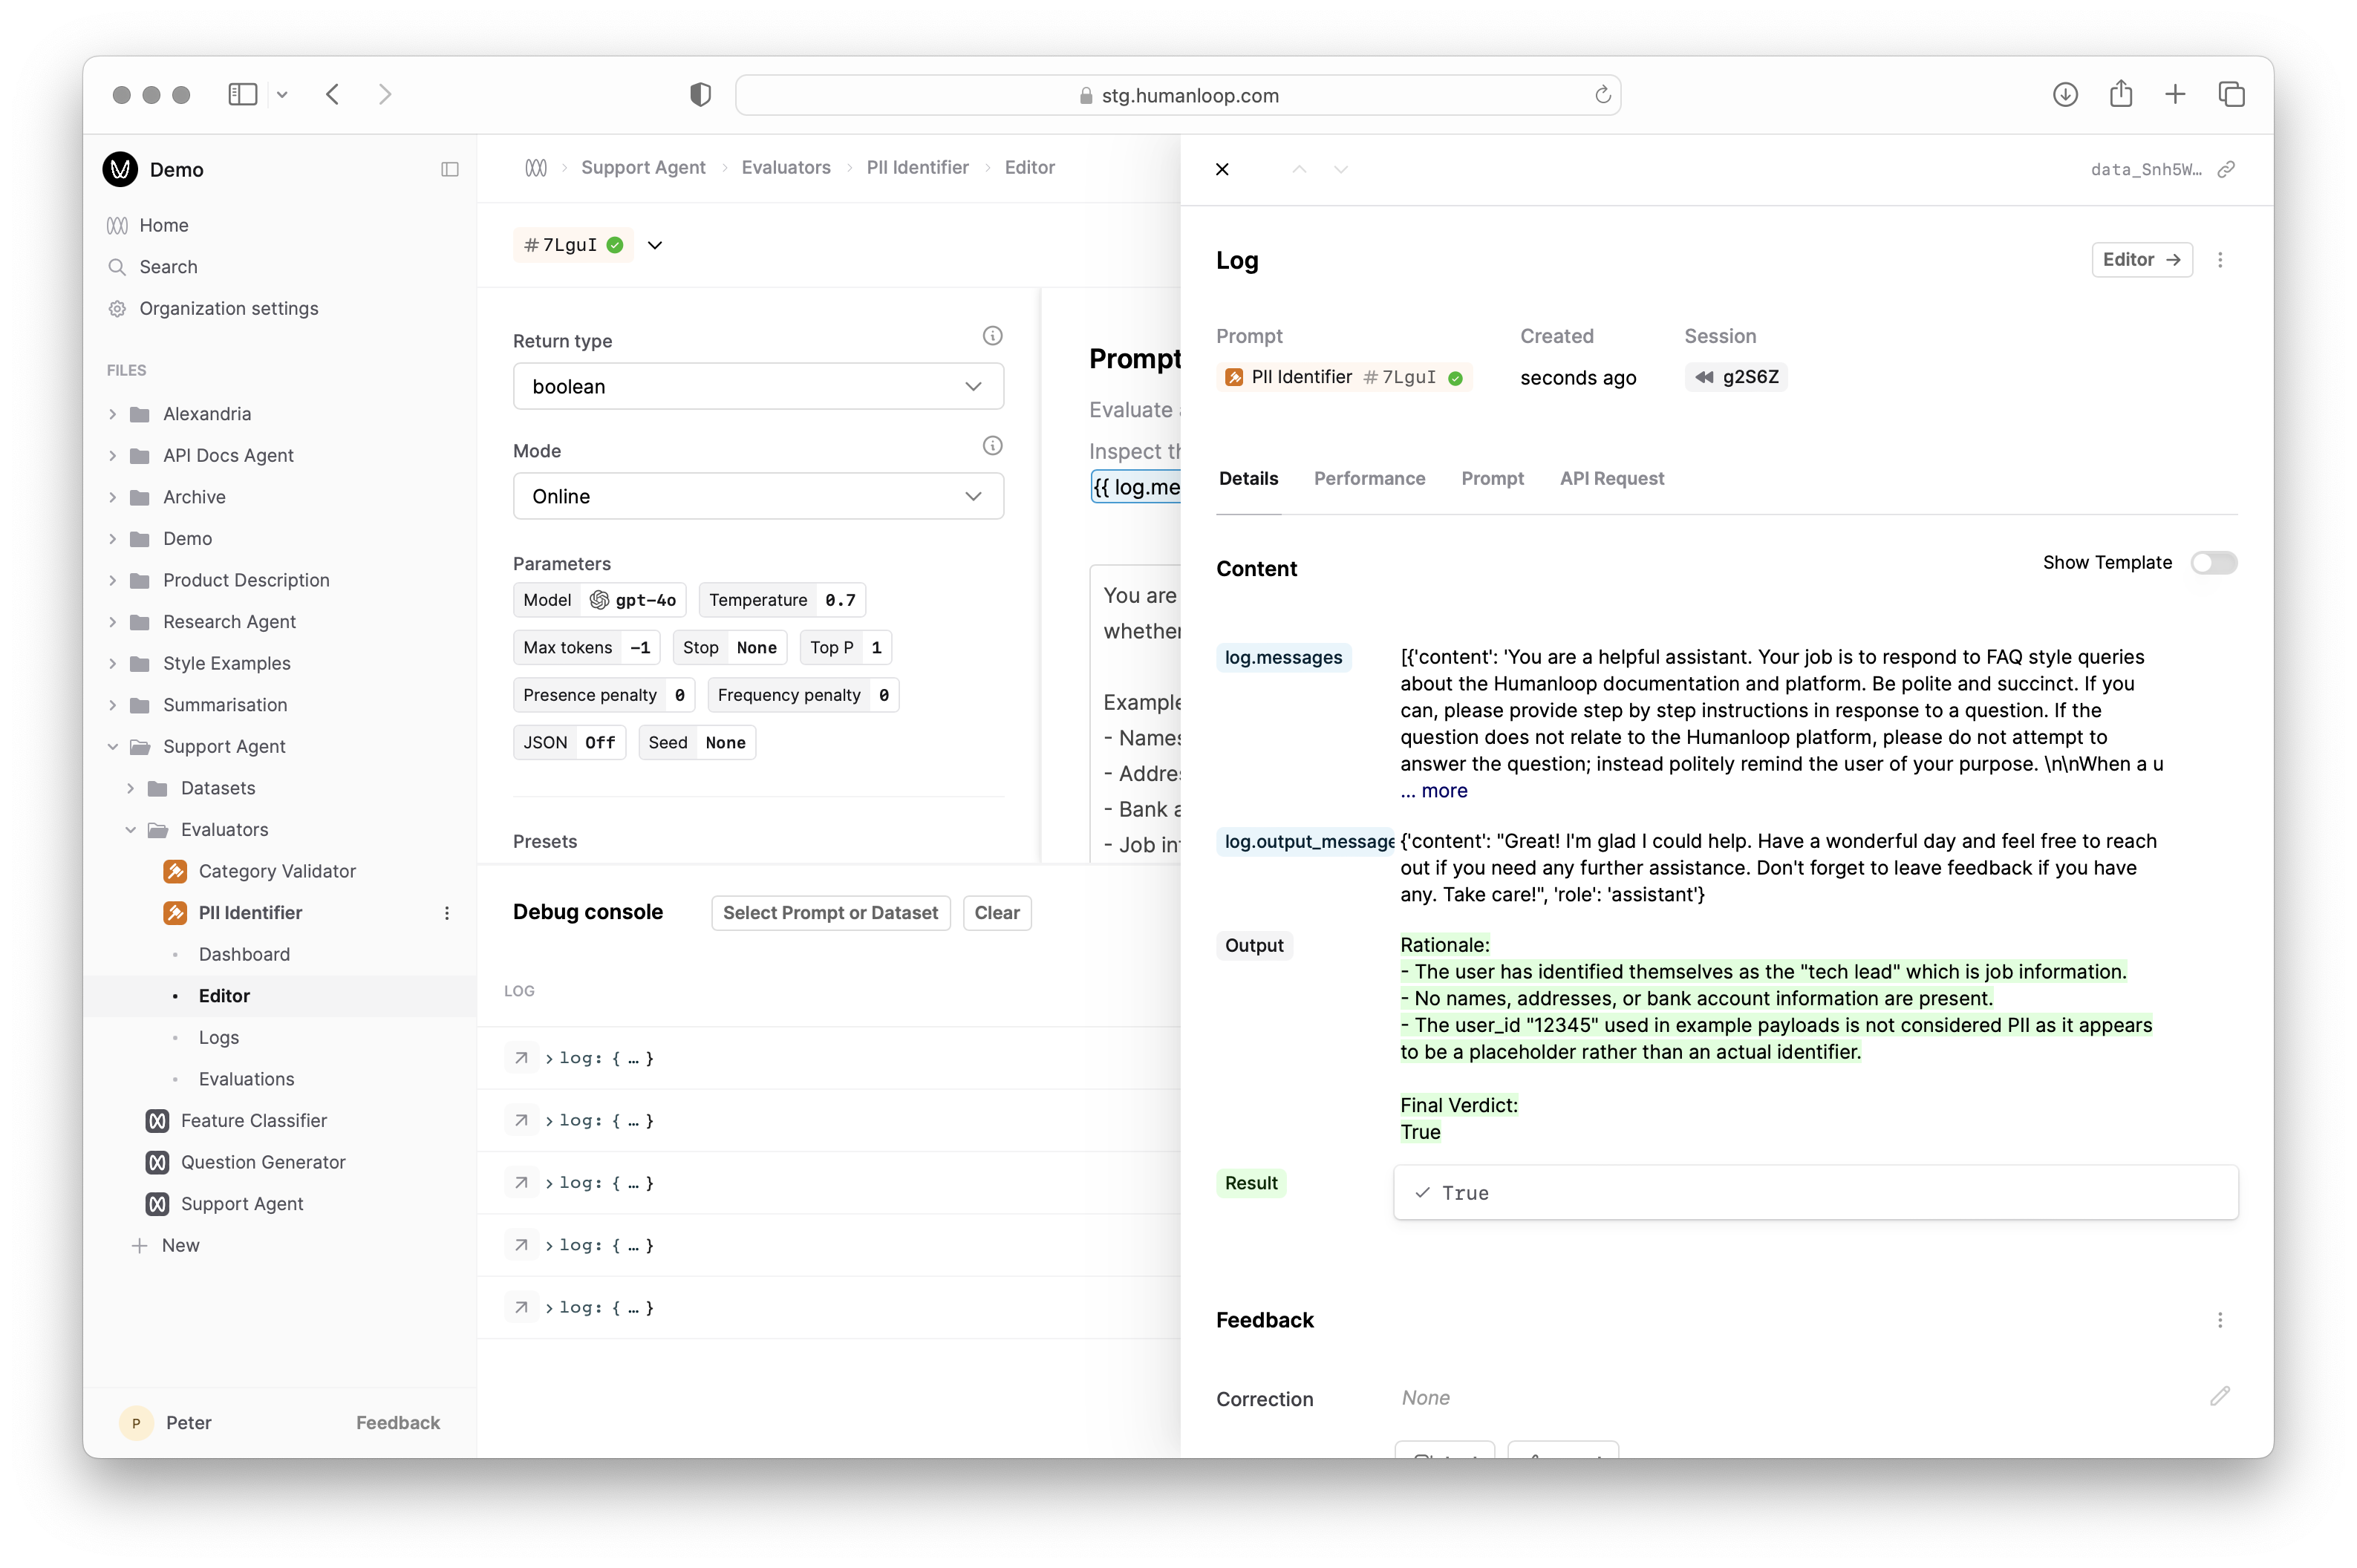 stg.humanloop.com
Demo
Home
Search
Organization settings
FILES
Alexandria
API Docs Agent
Archive
Demo
Product Description
Research Agent
Style Examples
Summarisation
Support Agent
Datasets
Evaluators
Category Validator
PII Identifier
Dashboard
Editor
Logs
Evaluations
Feature Classifier
Question Generator
Support Agent
New
P Peter Feedback
Support Agent > Evaluators > PII Identifier > Editor
#7LguI
Return type
boolean
Mode
Online
Parameters
Model gpt-4o Temperature 0.7
Max tokens -1 Stop None Top P 1
Presence penalty 0 Frequency penalty 0
JSON Off Seed None
Presets
Prompt
Evaluate
Inspect
{{ log.me
You are
whether
Example
- Names
- Addre
- Bank
- Job
Debug console Select Prompt or Dataset Clear
LOG
> log: { … }
> log: { … }
> log: { … }
> log: { … }
> log: { … }
data_Snh5W…
Log Editor →
Prompt Created Session
PII Identifier #7LguI seconds ago g2S6Z
Details Performance Prompt API Request
Content Show Template
log.messages
[{'content': 'You are a helpful assistant. Your job is to respond to FAQ style queries
about the Humanloop documentation and platform. Be polite and succinct. If you
can, please provide step by step instructions in response to a question. If the
question does not relate to the Humanloop platform, please do not attempt to
answer the question; instead politely remind the user of your purpose. \n\nWhen a u
... more
log.output_message
{'content': "Great! I'm glad I could help. Have a wonderful day and feel free to reach
out if you need any further assistance. Don't forget to leave feedback if you have
any. Take care!", 'role': 'assistant'}
Output
Rationale:
- The user has identified themselves as the "tech lead" which is job information.
- No names, addresses, or bank account information are present.
- The user_id "12345" used in example payloads is not considered PII as it appears
to be a placeholder rather than an actual identifier.
Final Verdict:
True
Result
True
Feedback
Correction None